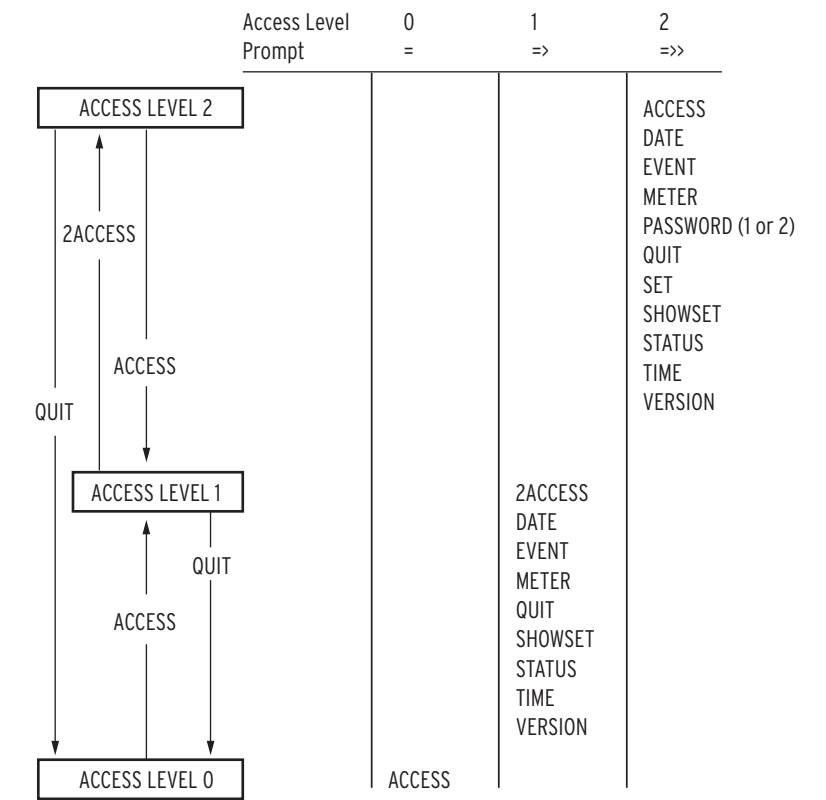 Access Level 0 1 2
Prompt = => =>>
ACCESS LEVEL 2
ACCESS
DATE
EVENT
METER
PASSWORD (1 or 2)
QUIT
SET
SHOWSET
STATUS
TIME
VERSION
2ACCESS
ACCESS
QUIT
ACCESS LEVEL 1
2ACCESS
DATE
EVENT
METER
QUIT
SHOWSET
STATUS
TIME
VERSION
QUIT
ACCESS
ACCESS LEVEL 0
ACCESS